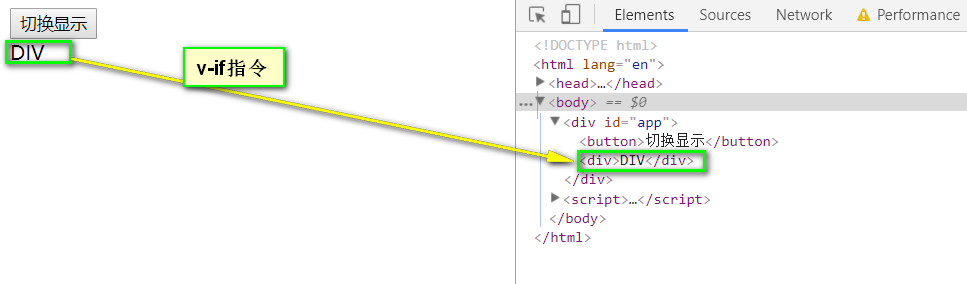 切换显示
DIV
v-if指令
Elements Sources Network Performance
<!DOCTYPE html>
<html lang="en">
<head>…</head>
<body> == $0
<div id="app">
<button>切换显示</button>
<div>DIV</div>
</div>
<script>…</script>
</body>
</html>